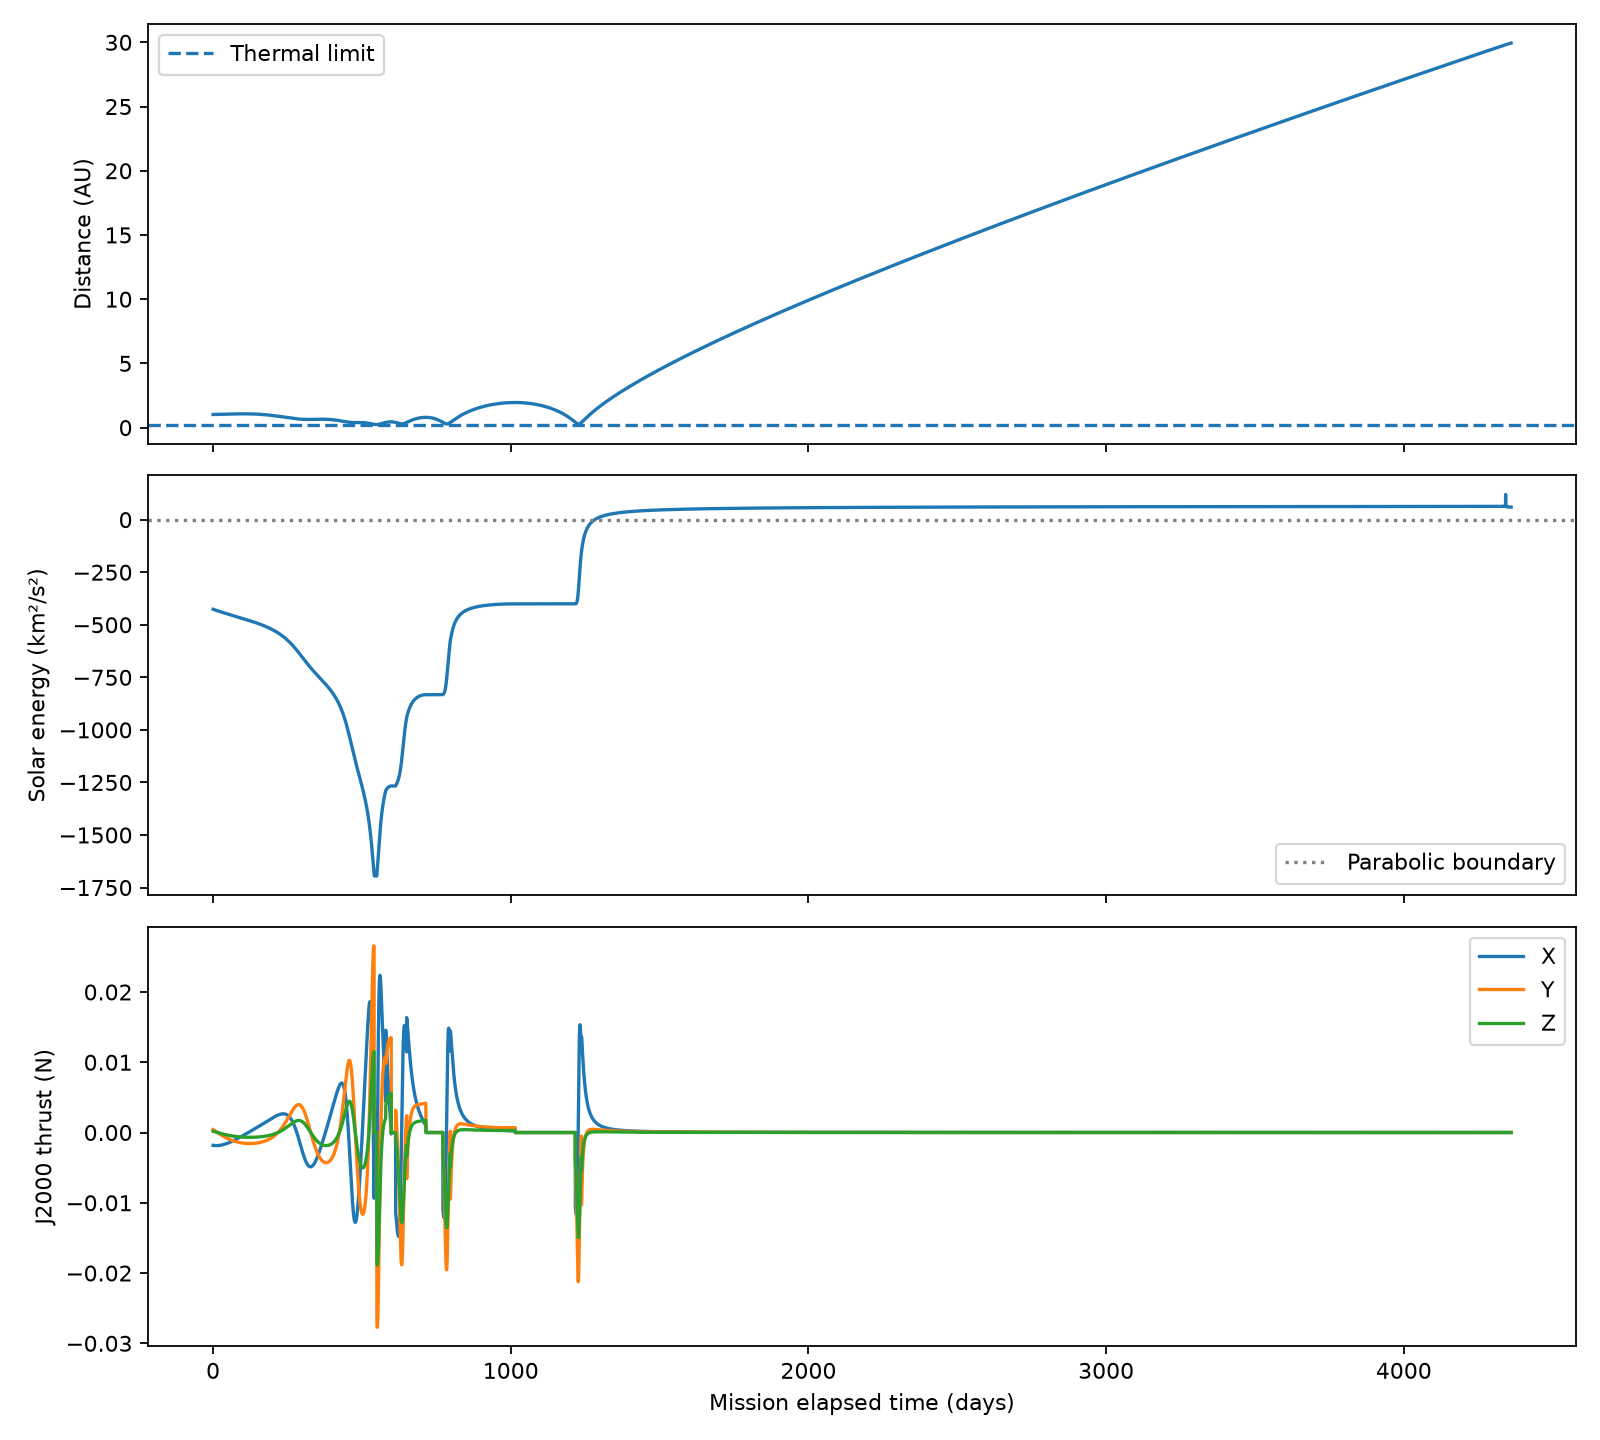 Thermal limit
Distance (AU)
30
25
20
15
10
5
0
Solar energy (km²/s²)
0
−250
−500
−750
−1000
−1250
−1500
−1750
Parabolic boundary
J2000 thrust (N)
0.02
0.01
0.00
−0.01
−0.02
−0.03
X
Y
Z
0 1000 2000 3000 4000
Mission elapsed time (days)